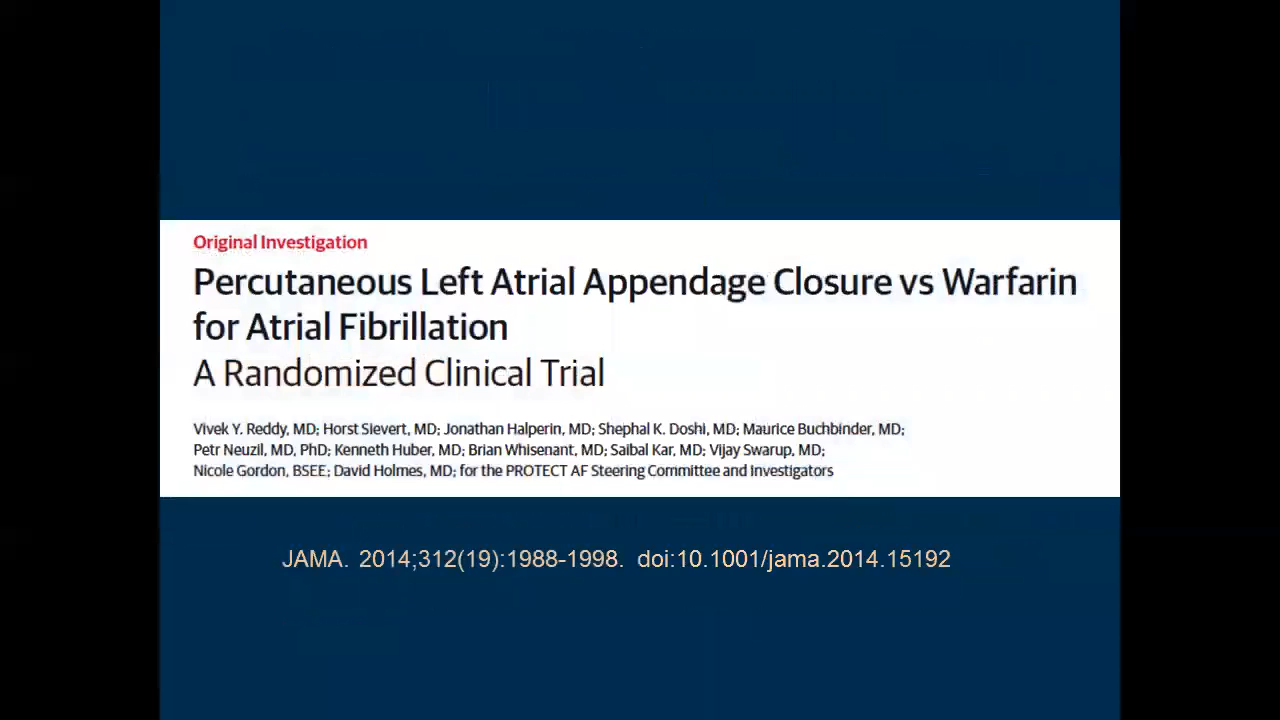 Original Investigation
Percutaneous Left Atrial Appendage Closure vs Warfarin
for Atrial Fibrillation
A Randomized Clinical Trial
Vivek Y. Reddy, MD; Horst Sievert, MD; Jonathan Halperin, MD; Shephal K. Doshi, MD; Maurice Buchbinder, MD;
Petr Neuzil, MD, PhD; Kenneth Huber, MD; Brian Whisenant, MD; Saibal Kar, MD; Vijay Swarup, MD;
Nicole Gordon, BSEE; David Holmes, MD; for the PROTECT AF Steering Committee and Investigators
JAMA. 2014;312(19):1988-1998. doi:10.1001/jama.2014.15192